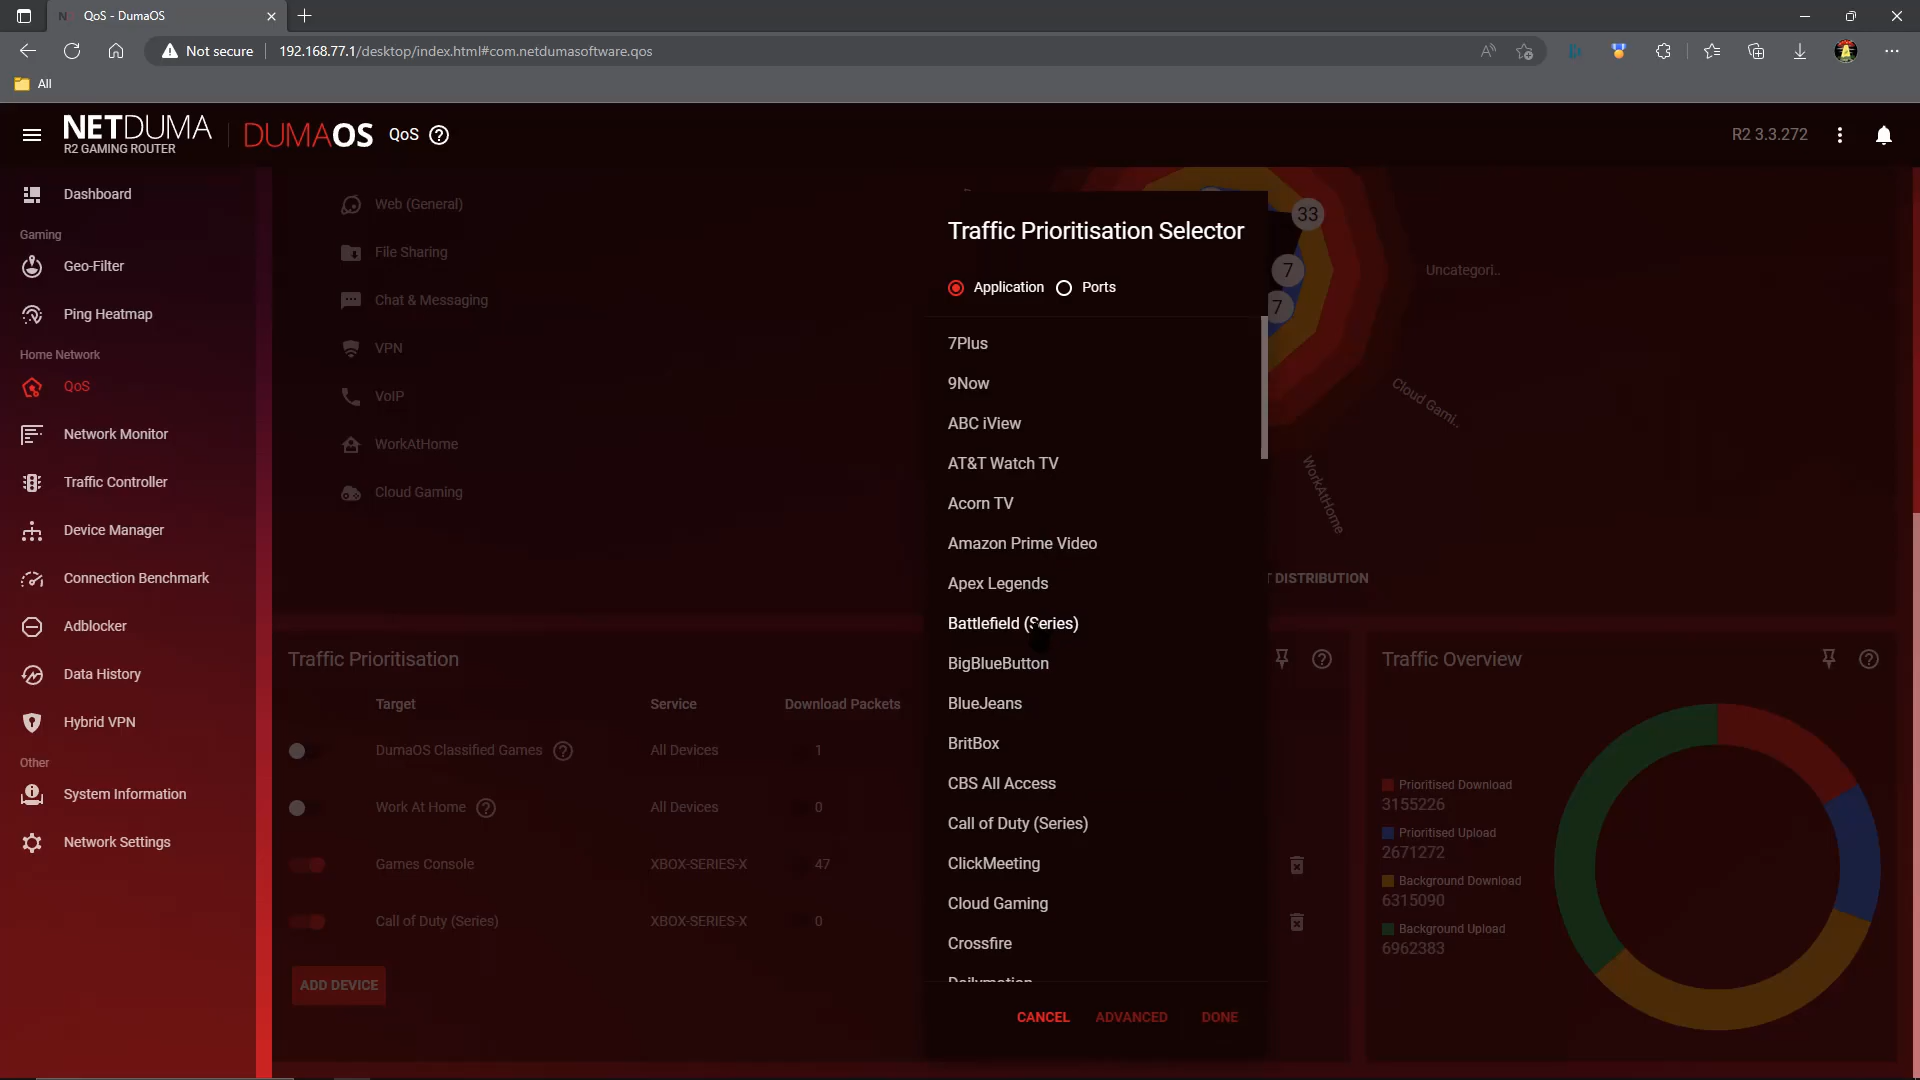 QoS - DumaOS
Not secure
192.168.77.1/desktop/index.html#com.netdumasoftware.qos
All
NETDUMA
R2 GAMING ROUTER
DUMAOS
QoS
R2 3.3.272
Dashboard
Gaming
Geo-Filter
Ping Heatmap
Home Network
QoS
Network Monitor
Traffic Controller
Device Manager
Connection Benchmark
Adblocker
Data History
Hybrid VPN
Other
System Information
Network Settings
Web (General)
File Sharing
Chat & Messaging
VPN
VoIP
WorkAtHome
Cloud Gaming
Traffic Prioritisation Selector
Application
Ports
7Plus
9Now
ABC iView
AT&T Watch TV
Acorn TV
Amazon Prime Video
Apex Legends
Battlefield (Series)
BigBlueButton
BlueJeans
BritBox
CBS All Access
Call of Duty (Series)
ClickMeeting
Cloud Gaming
Crossfire
Dailymotion
CANCEL
ADVANCED
DONE
33
7
7
Uncategori..
Cloud Gami..
WorkAtHome
T DISTRIBUTION
Traffic Prioritisation
Target Service Download Packets
DumaOS Classified Games All Devices 1
Work At Home All Devices 0
Games Console XBOX-SERIES-X 47
Call of Duty (Series) XBOX-SERIES-X 0
ADD DEVICE
Traffic Overview
Prioritised Download
3155226
Prioritised Upload
2671272
Background Download
6315090
Background Upload
6962383